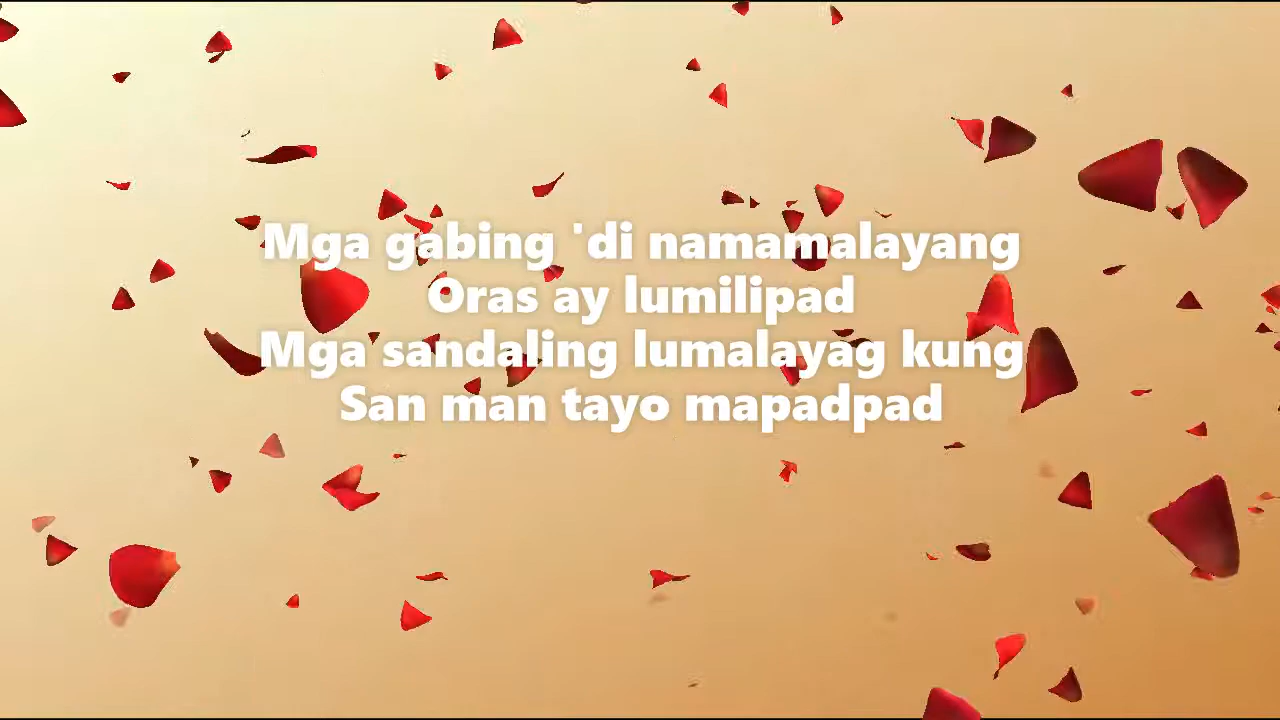 Mga gabing 'di namamalayang
Oras ay lumilipad
Mga sandaling lumalayag kung
San man tayo mapadpad